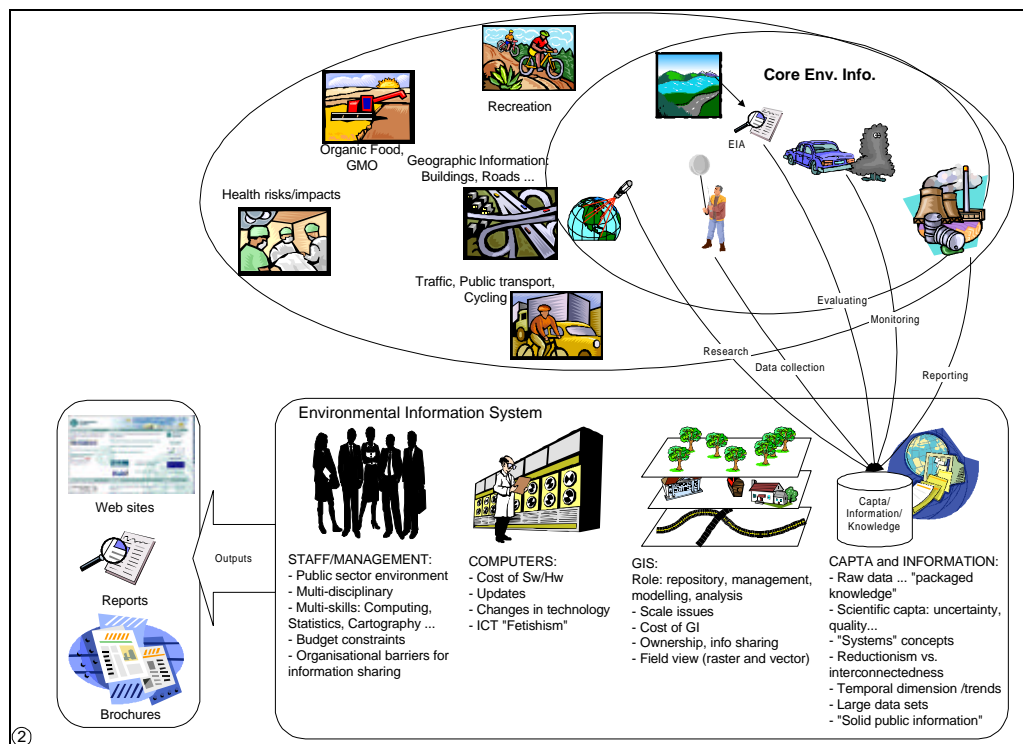 Core Env. Info.
Recreation
EIA
Organic Food,
GMO
Geographic Information:
Buildings, Roads ...
Health risks/impacts
Traffic, Public transport,
Cycling
Evaluating
Monitoring
Research
Data collection
Reporting
Environmental Information System
Web sites
Reports
Brochures
Outputs
Capta/
Information/
Knowledge
STAFF/MANAGEMENT:
- Public sector environment
- Multi-disciplinary
- Multi-skills: Computing,
Statistics, Cartography ...
- Budget constraints
- Organisational barriers for
information sharing
COMPUTERS:
- Cost of Sw/Hw
- Updates
- Changes in technology
- ICT "Fetishism"
GIS:
Role: repository, management,
modelling, analysis
- Scale issues
- Cost of GI
- Ownership, info sharing
- Field view (raster and vector)
CAPTA and INFORMATION:
- Raw data ... "packaged
knowledge"
- Scientific capta: uncertainty,
quality...
- "Systems" concepts
- Reductionism vs.
interconnectedness
- Temporal dimension /trends
- Large data sets
- "Solid public information"
2